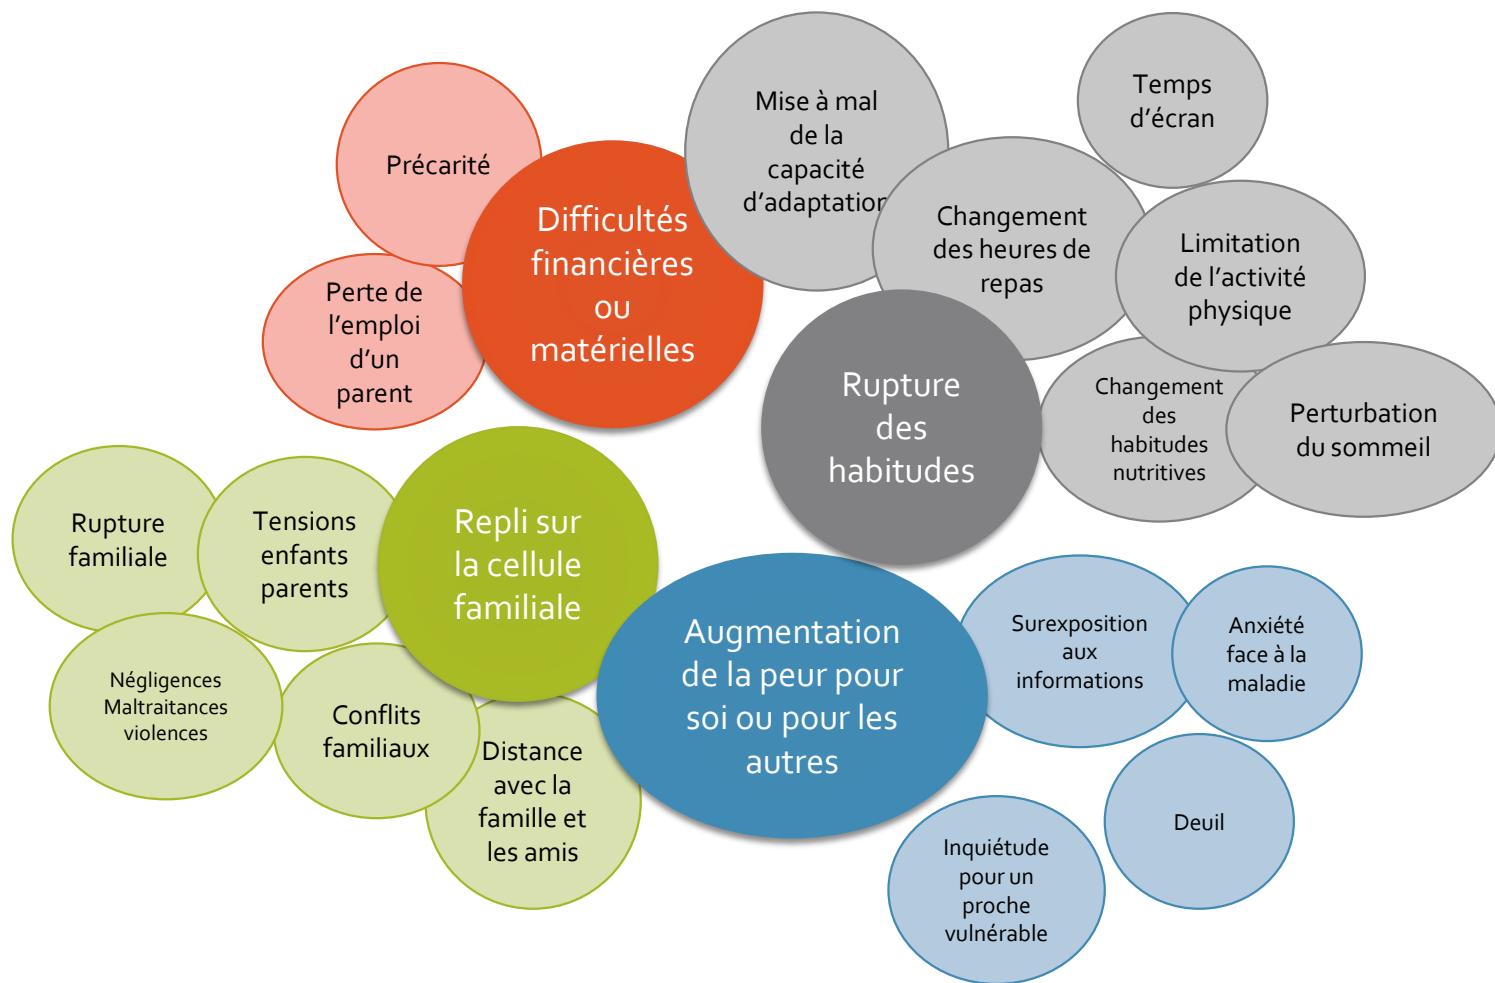 Précarité
Perte de
l’emploi
d’un
parent
Difficultés
financières
ou
matérielles
Mise à mal
de la
capacité
d’adaptation
Changement
des heures de
repas
Temps
d’écran
Limitation
de l’activité
physique
Changement
des
habitudes
nutritives
Perturbation
du sommeil
Rupture
des
habitudes
Rupture
familiale
Tensions
enfants
parents
Repli sur
la cellule
familiale
Négligences
Maltraitances
violences
Conflits
familiaux
Distance
avec la
famille et
les amis
Augmentation
de la peur pour
soi ou pour les
autres
Surexposition
aux
informations
Anxiété
face à la
maladie
Deuil
Inquiétude
pour un
proche
vulnérable